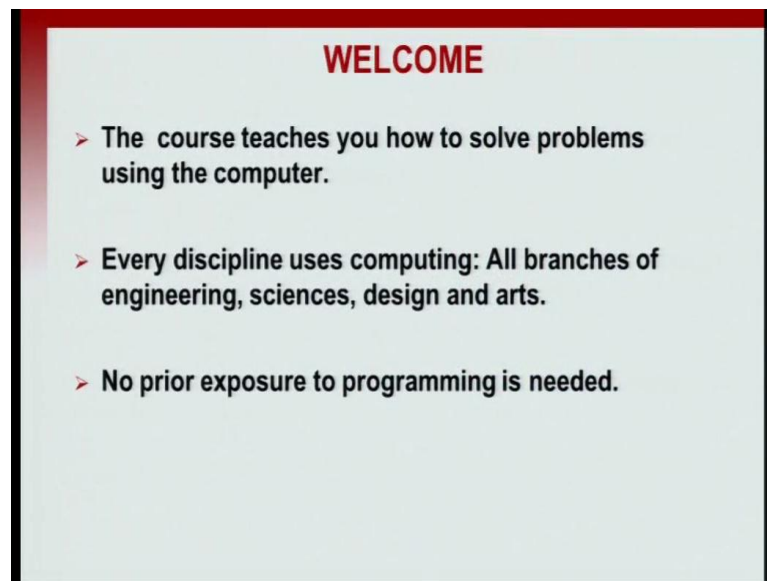 WELCOME
The course teaches you how to solve problems
using the computer.
Every discipline uses computing: All branches of
engineering, sciences, design and arts.
No prior exposure to programming is needed.